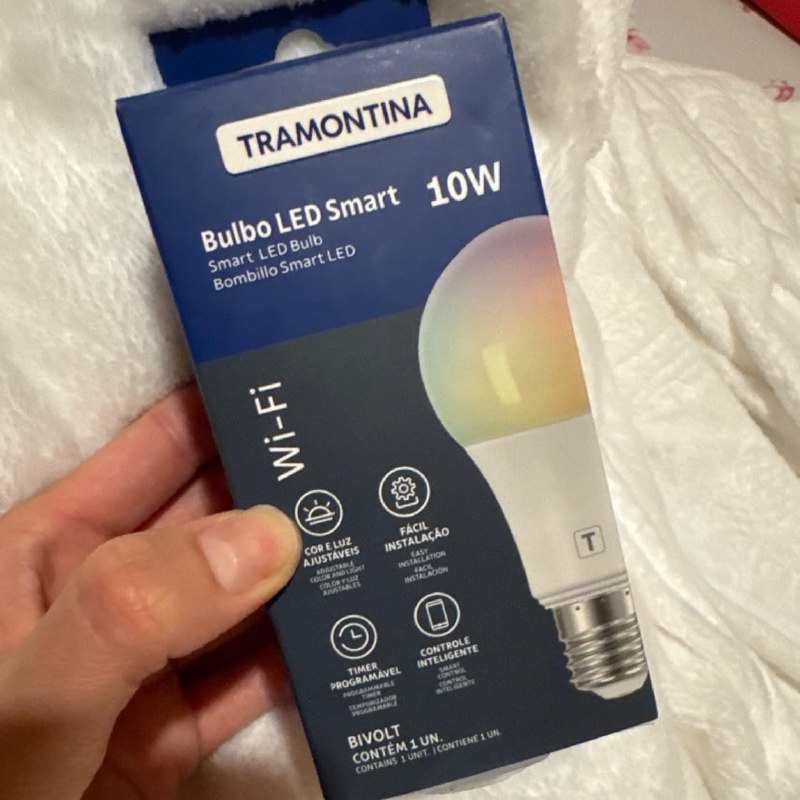 TRAMONTINA
Bulbo LED Smart 10W
Smart LED Bulb
Bombillo Smart LED
Wi-Fi
COR E LUZ
AJUSTÁVEIS
ADJUSTABLE
COLOR AND LIGHT
COLOR Y LUZ
AJUSTABLES
FÁCIL
INSTALAÇÃO
EASY
INSTALLATION
FÁCIL
INSTALACIÓN
TIMER
PROGRAMÁVEL
PROGRAMMABLE
TIMER
TEMPORIZADOR
PROGRAMABLE
CONTROLE
INTELIGENTE
SMART
CONTROL
CONTROL
INTELIGENTE
T
BIVOLT
CONTÉM 1 UN.
CONTAINS 1 UNIT. | CONTIENE 1 UN.